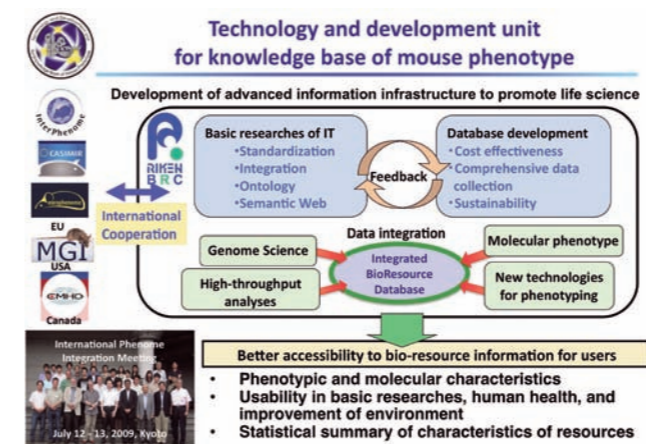 Technology and development unit
for knowledge base of mouse phenotype
Development of advanced information infrastructure to promote life science
InterPhenome
CASIMIR
EU
MGI
USA
CMHD
Canada
RIKEN
BRC
International
Cooperation
Basic researches of IT
•Standardization
•Integration
•Ontology
•Semantic Web
Feedback
Database development
•Cost effectiveness
•Comprehensive data
collection
•Sustainability
Data integration
Genome Science
High-throughput
analyses
Integrated
BioResource
Database
Molecular phenotype
New technologies
for phenotyping
International Phenome
Integration Meeting
July 12 - 13, 2009, Kyoto
Better accessibility to bio-resource information for users
• Phenotypic and molecular characteristics
• Usability in basic researches, human health, and
improvement of environment
• Statistical summary of characteristics of resources